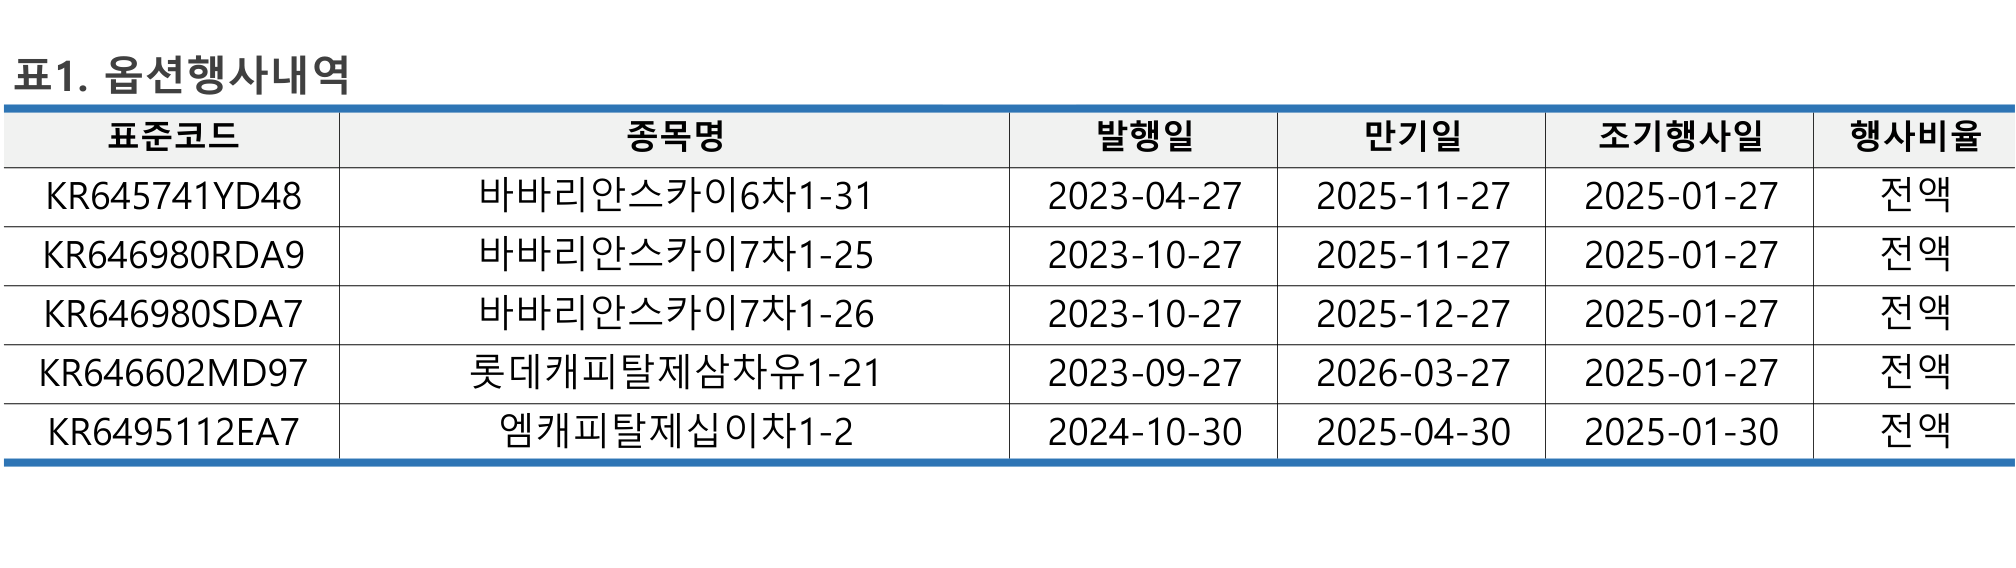 표1. 옵션행사내역
표준코드 종목명 발행일 만기일 조기행사일 행사비율
KR645741YD48 바바리안스카이6차1-31 2023-04-27 2025-11-27 2025-01-27 전액
KR646980RDA9 바바리안스카이7차1-25 2023-10-27 2025-11-27 2025-01-27 전액
KR646980SDA7 바바리안스카이7차1-26 2023-10-27 2025-12-27 2025-01-27 전액
KR646602MD97 롯데캐피탈제삼차유1-21 2023-09-27 2026-03-27 2025-01-27 전액
KR6495112EA7 엠캐피탈제십이차1-2 2024-10-30 2025-04-30 2025-01-30 전액